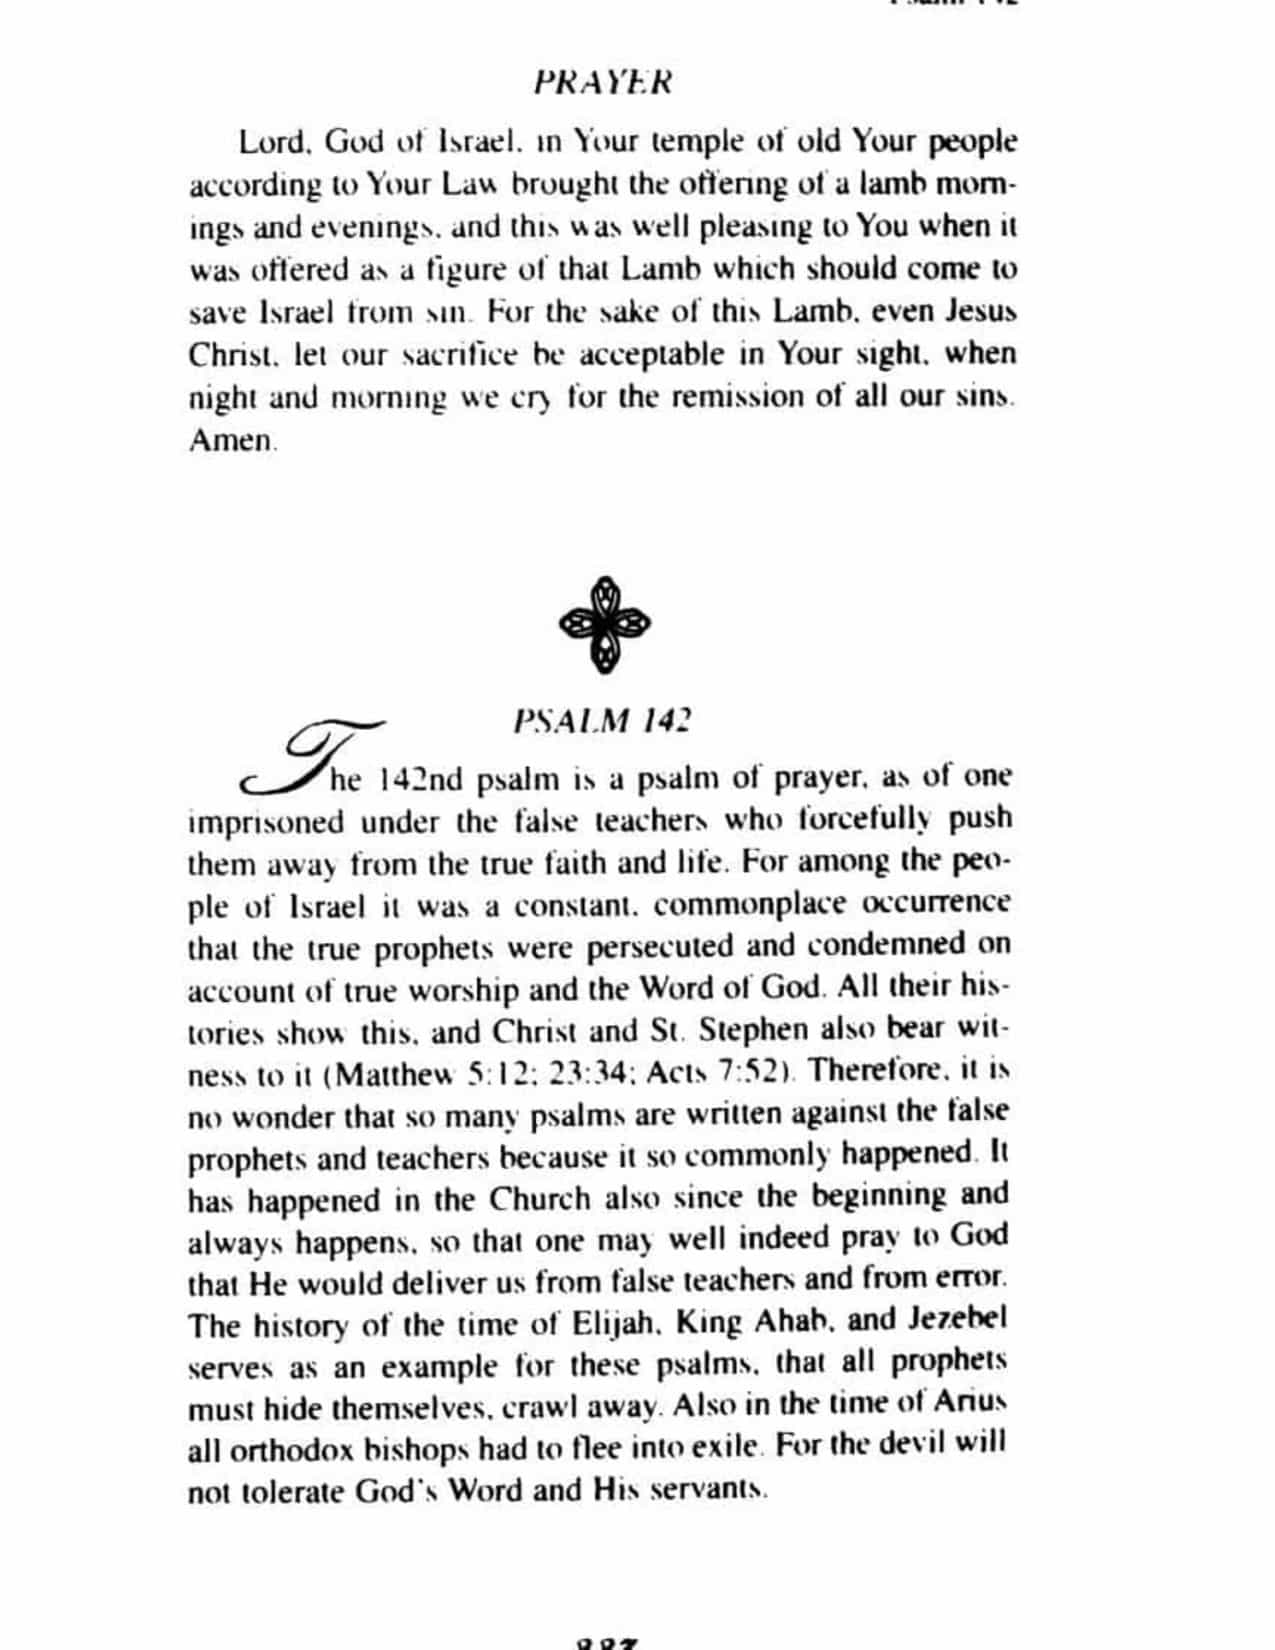 Psalm 142
PRAYER
Lord, God of Israel, in Your temple of old Your people
according to Your Law brought the offering of a lamb morn-
ings and evenings, and this was well pleasing to You when it
was offered as a figure of that Lamb which should come to
save Israel from sin. For the sake of this Lamb, even Jesus
Christ, let our sacrifice be acceptable in Your sight, when
night and morning we cry for the remission of all our sins.
Amen.
PSALM 142
The 142nd psalm is a psalm of prayer, as of one
imprisoned under the false teachers who forcefully push
them away from the true faith and life. For among the peo-
ple of Israel it was a constant, commonplace occurrence
that the true prophets were persecuted and condemned on
account of true worship and the Word of God. All their his-
tories show this, and Christ and St. Stephen also bear wit-
ness to it (Matthew 5:12; 23:34; Acts 7:52). Therefore, it is
no wonder that so many psalms are written against the false
prophets and teachers because it so commonly happened. It
has happened in the Church also since the beginning and
always happens, so that one may well indeed pray to God
that He would deliver us from false teachers and from error.
The history of the time of Elijah, King Ahab, and Jezebel
serves as an example for these psalms, that all prophets
must hide themselves, crawl away. Also in the time of Arius
all orthodox bishops had to flee into exile. For the devil will
not tolerate God's Word and His servants.